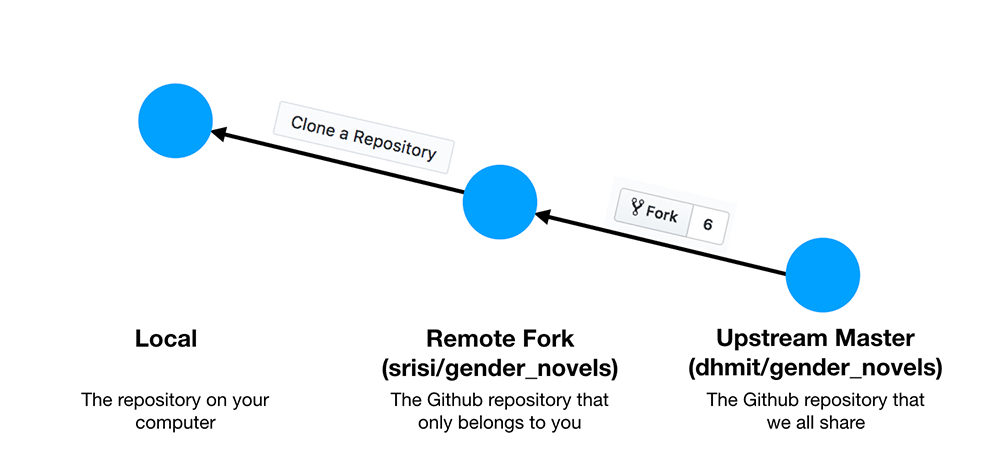 Clone a Repository
Fork 6
Local
The repository on your
computer
Remote Fork
(srisi/gender_novels)
The Github repository that
only belongs to you
Upstream Master
(dhmit/gender_novels)
The Github repository that
we all share